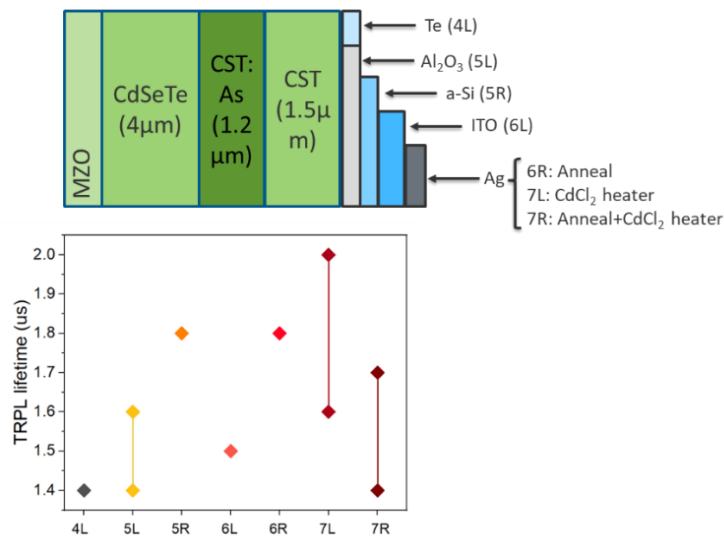 Te (4L)
Al₂O₃ (5L)
a-Si (5R)
ITO (6L)
Ag
6R: Anneal
7L: CdCl₂ heater
7R: Anneal+CdCl₂ heater
MZO
CdSeTe
(4μm)
CST:
As
(1.2
μm)
CST
(1.5μ
m)
TRPL lifetime (us)
2.0
1.9
1.8
1.7
1.6
1.5
1.4
4L 5L 5R 6L 6R 7L 7R